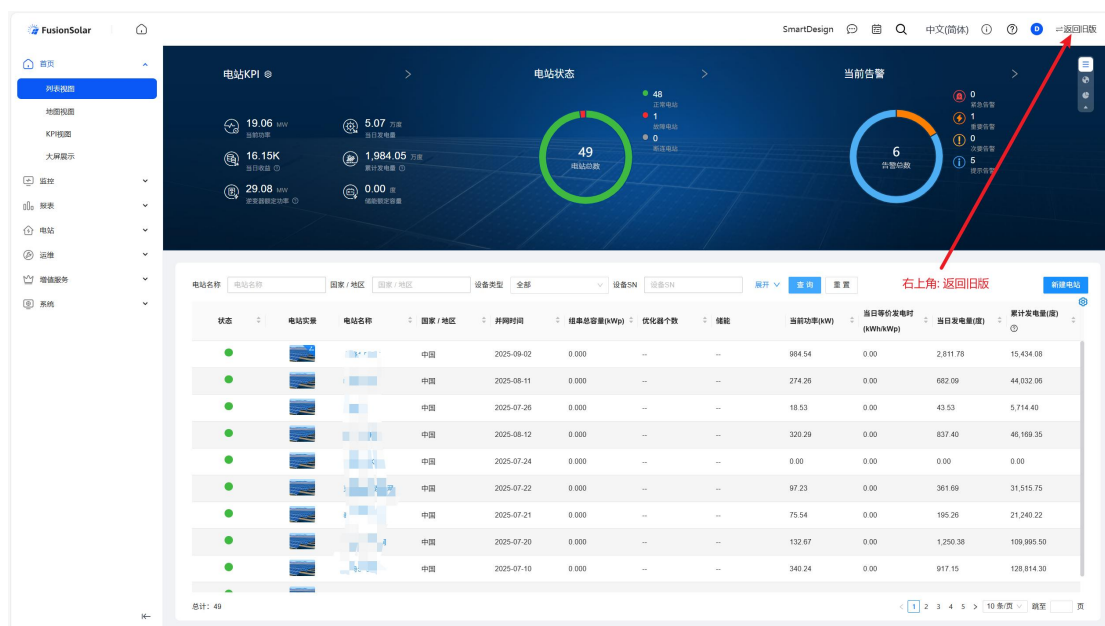 FusionSolar
SmartDesign 中文(简体) D ⇌返回旧版
首页
列表视图
地图视图
KPI视图
大屏展示
监控
报表
电站
运维
增值服务
系统
电站KPI
19.06 MW
当前功率
5.07 万度
当日发电量
16.15K
当日收益
1,984.05 万度
累计发电量
29.08 MW
逆变器额定功率
0.00 度
储能额定容量
电站状态
49
电站总数
48
正常电站
1
故障电站
0
断连电站
当前告警
6
告警总数
0
紧急告警
1
重要告警
0
次要告警
5
提示告警
右上角: 返回旧版
电站名称 电站名称 国家 / 地区 国家 / 地区 设备类型 全部 设备SN 设备SN 展开 查询 重置 新建电站
状态 电站实景 电站名称 国家 / 地区 并网时间 组串总容量(kWp) 优化器个数 储能 当前功率(kW) 当日等价发电时(kWh/kWp) 当日发电量(度) 累计发电量(度)
中国 2025-09-02 0.000 -- -- 984.54 0.00 2,811.78 15,434.08
中国 2025-08-11 0.000 -- -- 274.26 0.00 682.09 44,032.06
中国 2025-07-26 0.000 -- -- 18.53 0.00 43.53 5,714.40
中国 2025-08-12 0.000 -- -- 320.29 0.00 837.40 46,169.35
中国 2025-07-24 0.000 -- -- 0.00 0.00 0.00 0.00
中国 2025-07-22 0.000 -- -- 97.23 0.00 361.69 31,515.75
中国 2025-07-21 0.000 -- -- 75.54 0.00 195.26 21,240.22
中国 2025-07-20 0.000 -- -- 132.67 0.00 1,250.38 109,995.50
中国 2025-07-10 0.000 -- -- 340.24 0.00 917.15 128,814.30
总计: 49
< 1 2 3 4 5 > 10 条/页 跳至 页